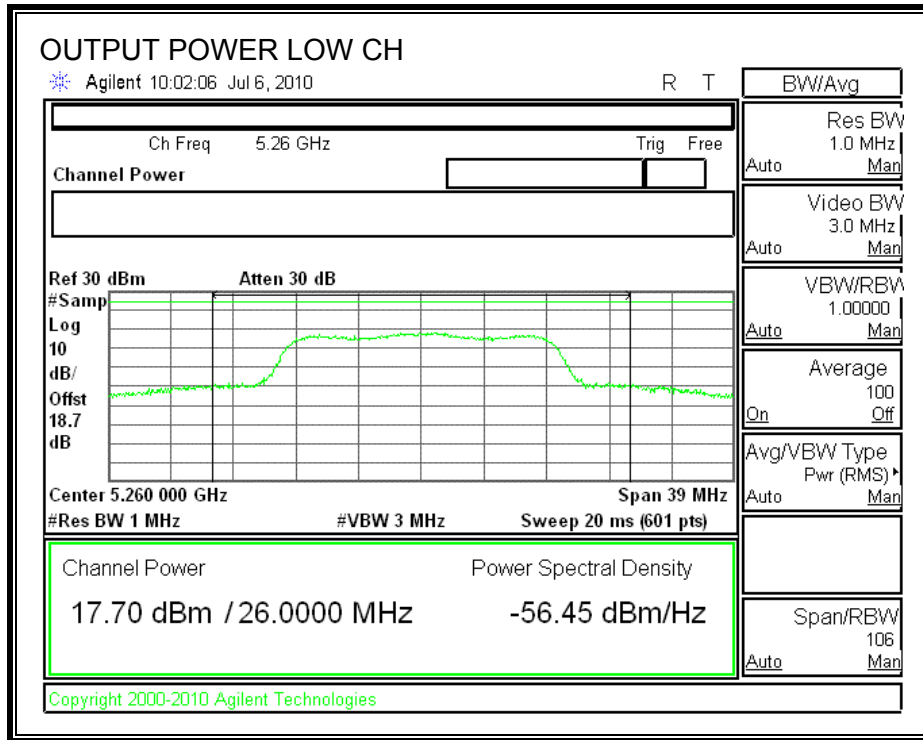 OUTPUT POWER LOW CH
Agilent 10:02:06 Jul 6, 2010 R T
Ch Freq 5.26 GHz Trig Free
Channel Power
Ref 30 dBm Atten 30 dB
#Samp
Log
10
dB/
Offst
18.7
dB
Center 5.260 000 GHz Span 39 MHz
#Res BW 1 MHz #VBW 3 MHz Sweep 20 ms (601 pts)
Channel Power Power Spectral Density
17.70 dBm / 26.0000 MHz -56.45 dBm/Hz
Copyright 2000-2010 Agilent Technologies
BW/Avg
Res BW
1.0 MHz
Auto Man
Video BW
3.0 MHz
Auto Man
VBW/RBW
1.00000
Auto Man
Average
100
On Off
Avg/VBW Type
Pwr (RMS)
Auto Man
Span/RBW
106
Auto Man